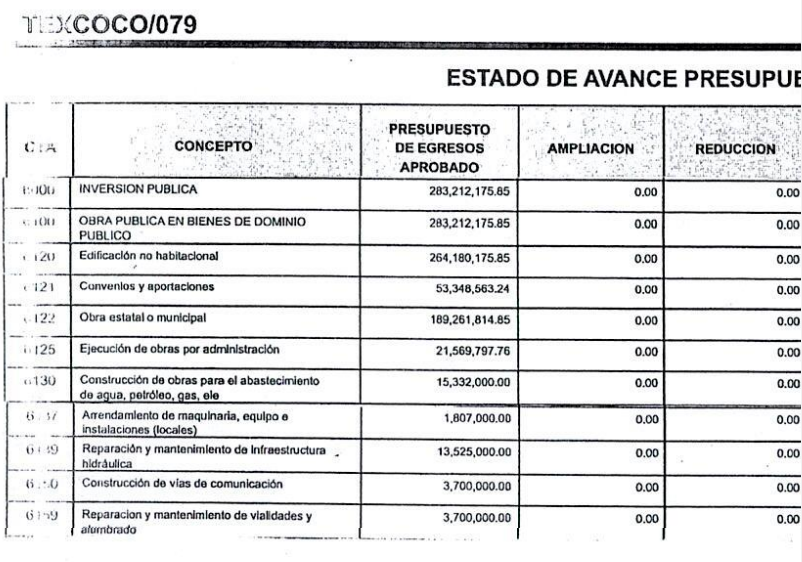 TEXCOCO/079
ESTADO DE AVANCE PRESUPUE
CTA
CONCEPTO
PRESUPUESTO
DE EGRESOS
APROBADO
AMPLIACION
REDUCCION
6000 INVERSION PUBLICA 283,212,175.85 0.00 0.00
6100 OBRA PUBLICA EN BIENES DE DOMINIO 283,212,175.85 0.00 0.00
PUBLICO
6120 Edificación no habitacional 264,180,175.85 0.00 0.00
6121 Convenios y aportaciones 53,348,563.24 0.00 0.00
6122 Obra estatal o municipal 189,261,814.85 0.00 0.00
6125 Ejecución de obras por administración 21,569,797.76 0.00 0.00
6130 Construcción de obras para el abastecimiento 15,332,000.00 0.00 0.00
de agua, petróleo, gas, ele
Arrendamiento de maquinaria, equipo e 1,807,000.00 0.00 0.00
instalaciones (locales)
6139 Reparación y mantenimiento de infraestructura 13,525,000.00 0.00 0.00
hidráulica
Construcción de vías de comunicación 3,700,000.00 0.00 0.00
6159 Reparacion y mantenimiento de vialidades y 3,700,000.00 0.00 0.00
alumbrado